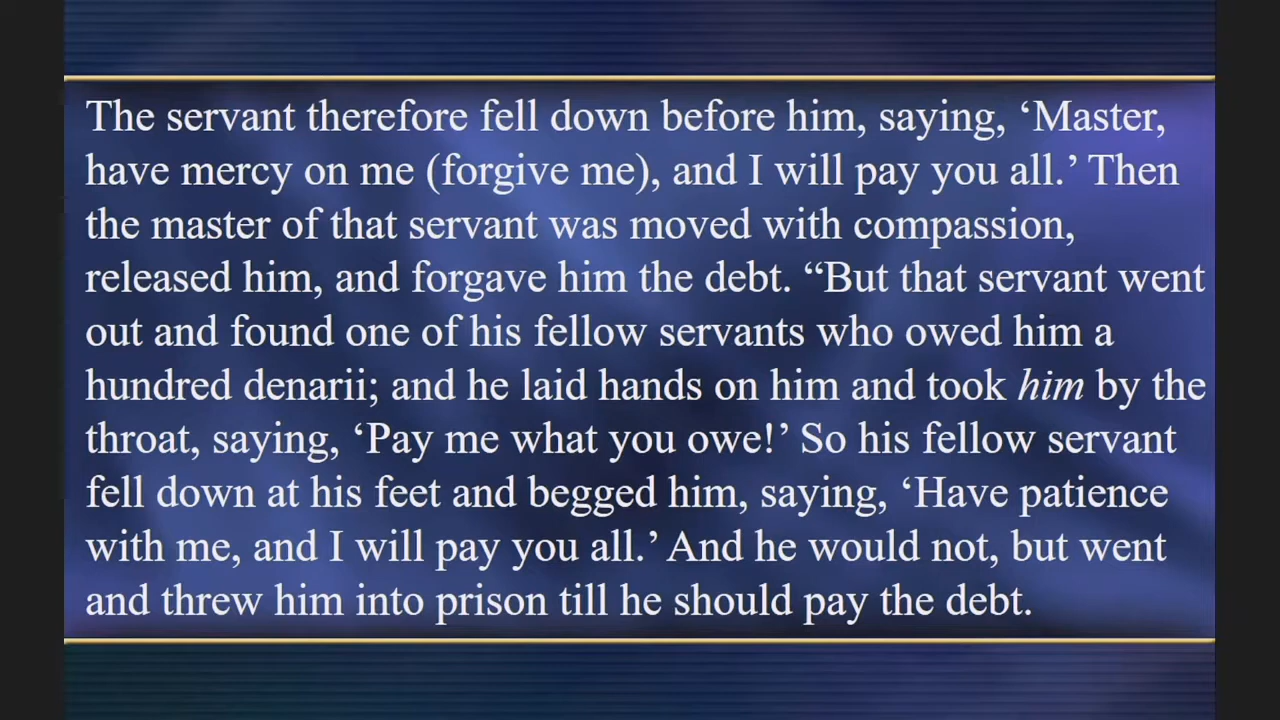 The servant therefore fell down before him, saying, ‘Master,
have mercy on me (forgive me), and I will pay you all.’ Then
the master of that servant was moved with compassion,
released him, and forgave him the debt. “But that servant went
out and found one of his fellow servants who owed him a
hundred denarii; and he laid hands on him and took him by the
throat, saying, ‘Pay me what you owe!’ So his fellow servant
fell down at his feet and begged him, saying, ‘Have patience
with me, and I will pay you all.’ And he would not, but went
and threw him into prison till he should pay the debt.